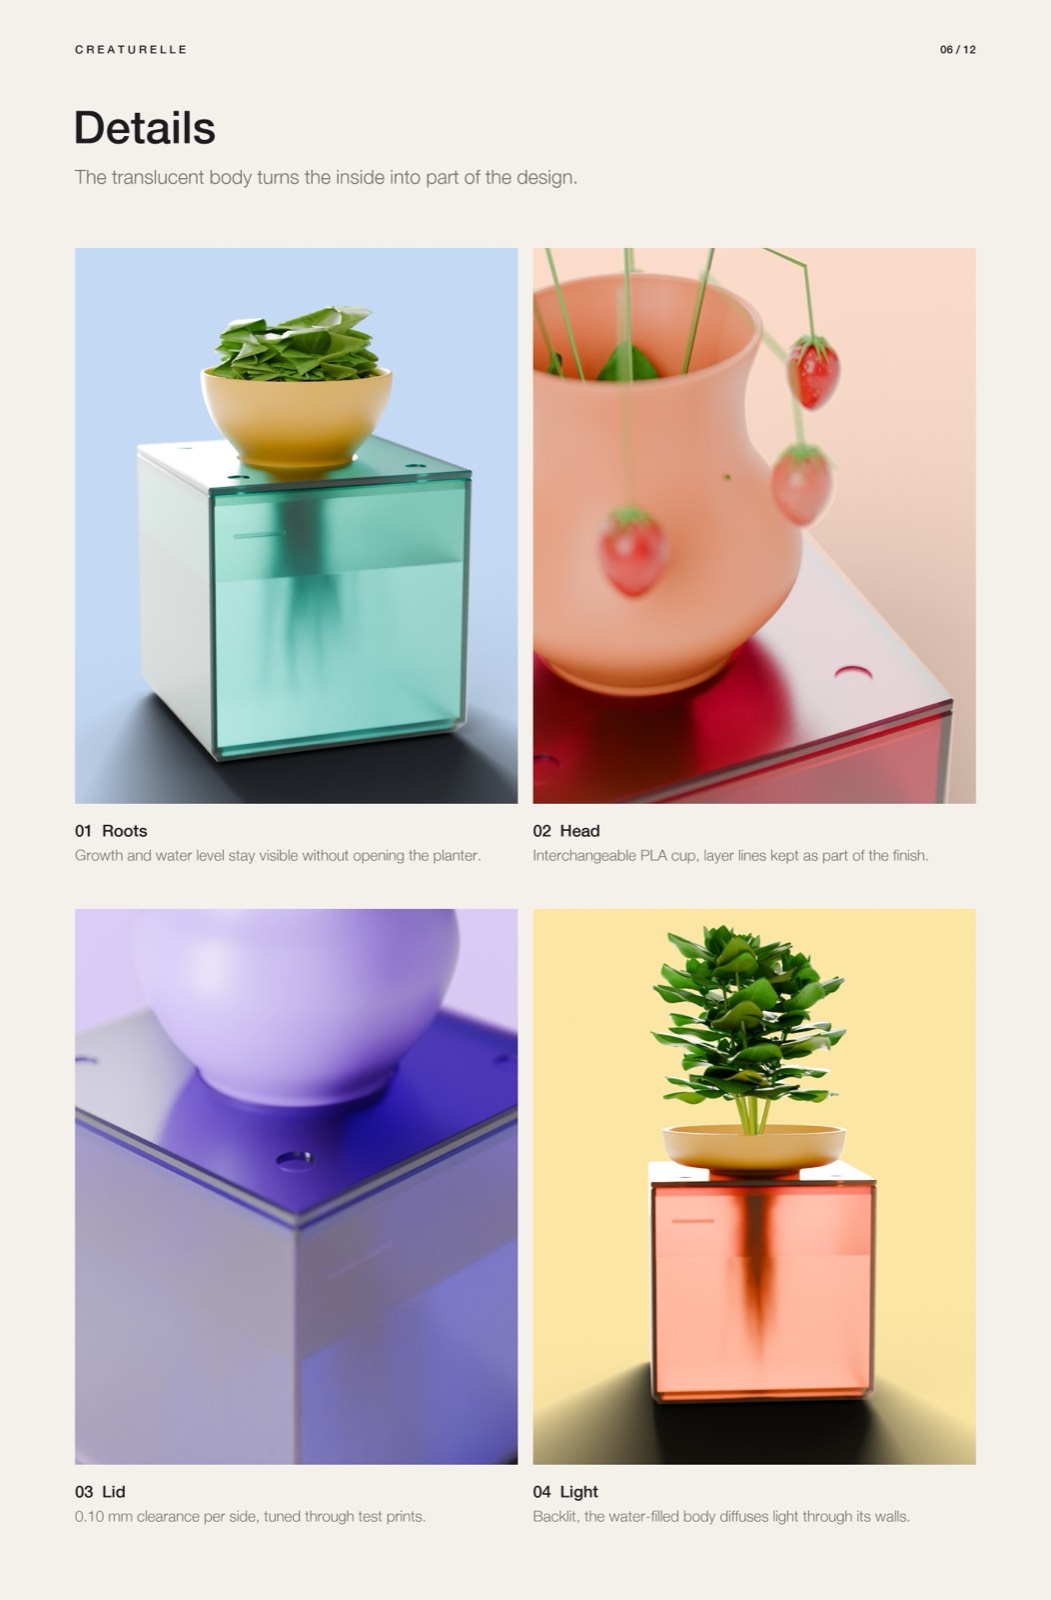 CREATURELLE
06 / 12
Details
The translucent body turns the inside into part of the design.
01 Roots
Growth and water level stay visible without opening the planter.
02 Head
Interchangeable PLA cup, layer lines kept as part of the finish.
03 Lid
0.10 mm clearance per side, tuned through test prints.
04 Light
Backlit, the water-filled body diffuses light through its walls.